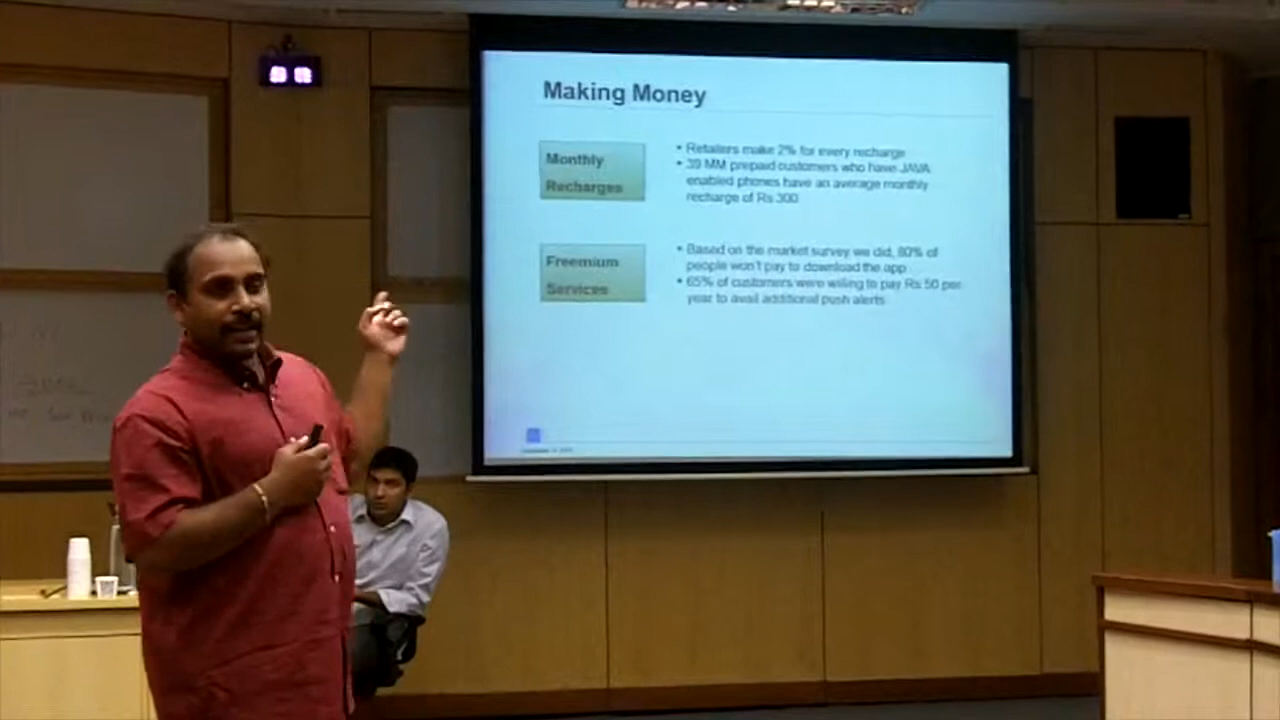 Making Money
Monthly
Recharges
• Retailers make 2% for every recharge
• 39 MM prepaid customers who have JAVA
enabled phones have an average monthly
recharge of Rs 300
Freemium
Services
• Based on the market survey we did, 80% of
people won't pay to download the app
• 65% of customers were willing to pay Rs 50 per
year to avail additional push alerts